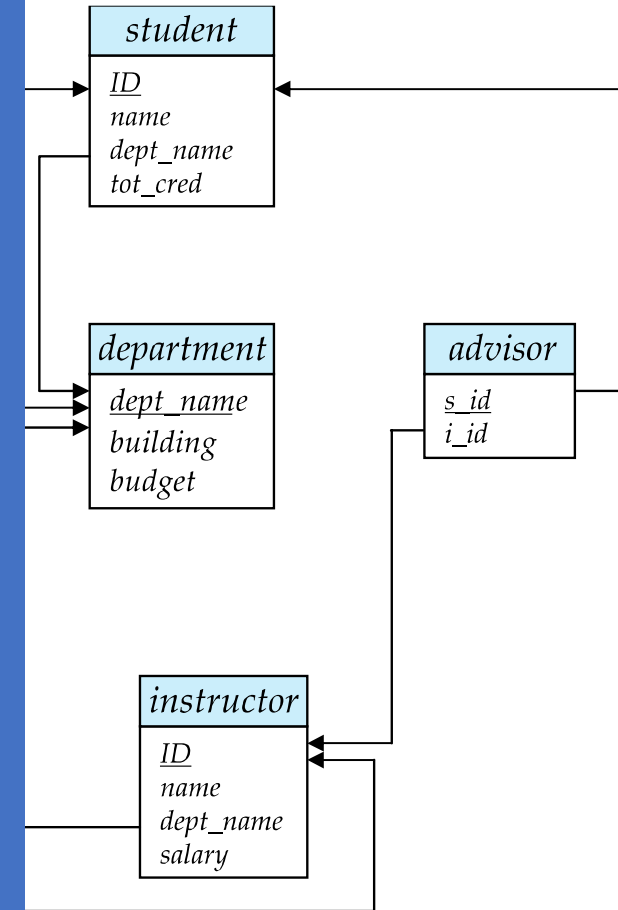 student
ID
name
dept_name
tot_cred
department
dept_name
building
budget
advisor
s_id
i_id
instructor
ID
name
dept_name
salary